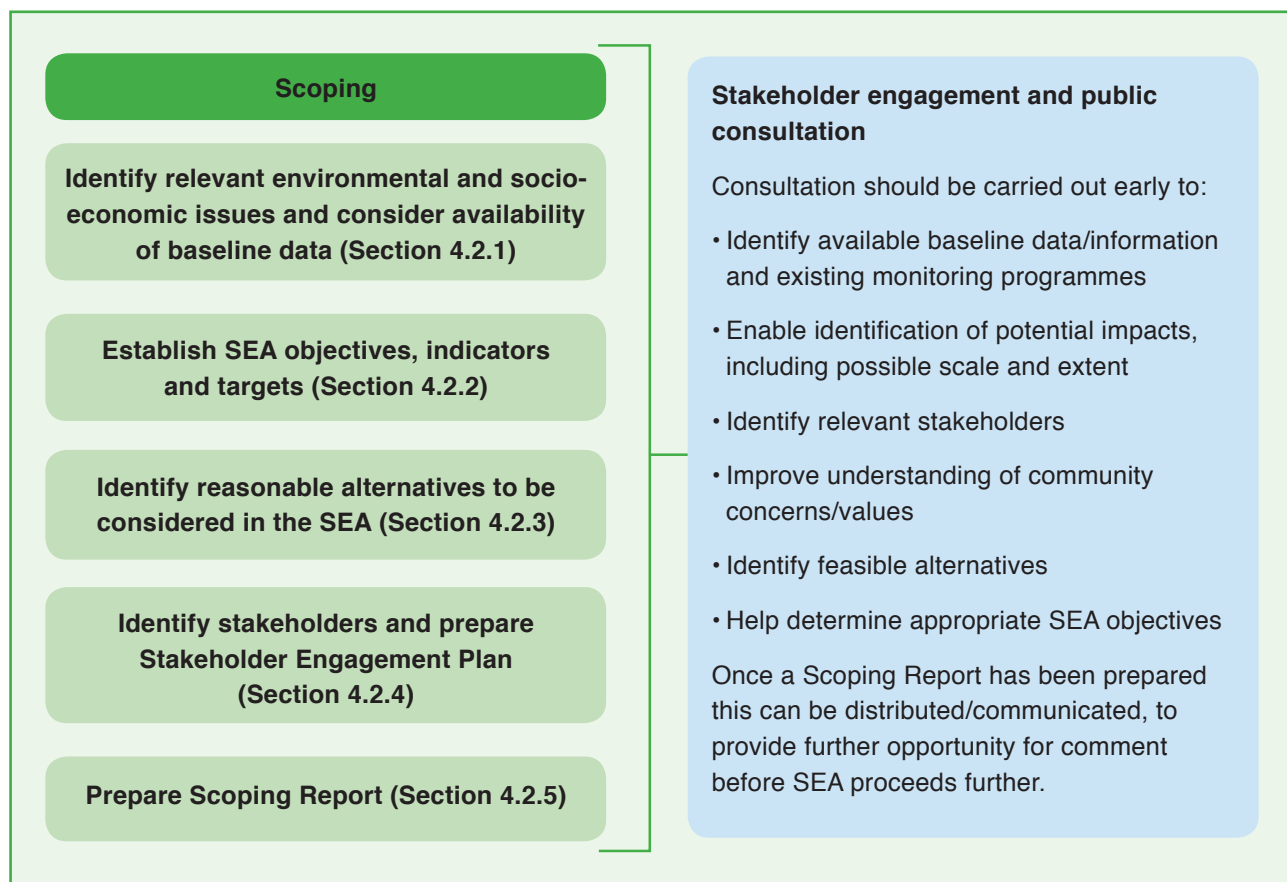 Scoping
Identify relevant environmental and socio-
economic issues and consider availability
of baseline data (Section 4.2.1)
Establish SEA objectives, indicators
and targets (Section 4.2.2)
Identify reasonable alternatives to be
considered in the SEA (Section 4.2.3)
Identify stakeholders and prepare
Stakeholder Engagement Plan
(Section 4.2.4)
Prepare Scoping Report (Section 4.2.5)
Stakeholder engagement and public
consultation
Consultation should be carried out early to:
• Identify available baseline data/information
and existing monitoring programmes
• Enable identification of potential impacts,
including possible scale and extent
• Identify relevant stakeholders
• Improve understanding of community
concerns/values
• Identify feasible alternatives
• Help determine appropriate SEA objectives
Once a Scoping Report has been prepared
this can be distributed/communicated, to
provide further opportunity for comment
before SEA proceeds further.